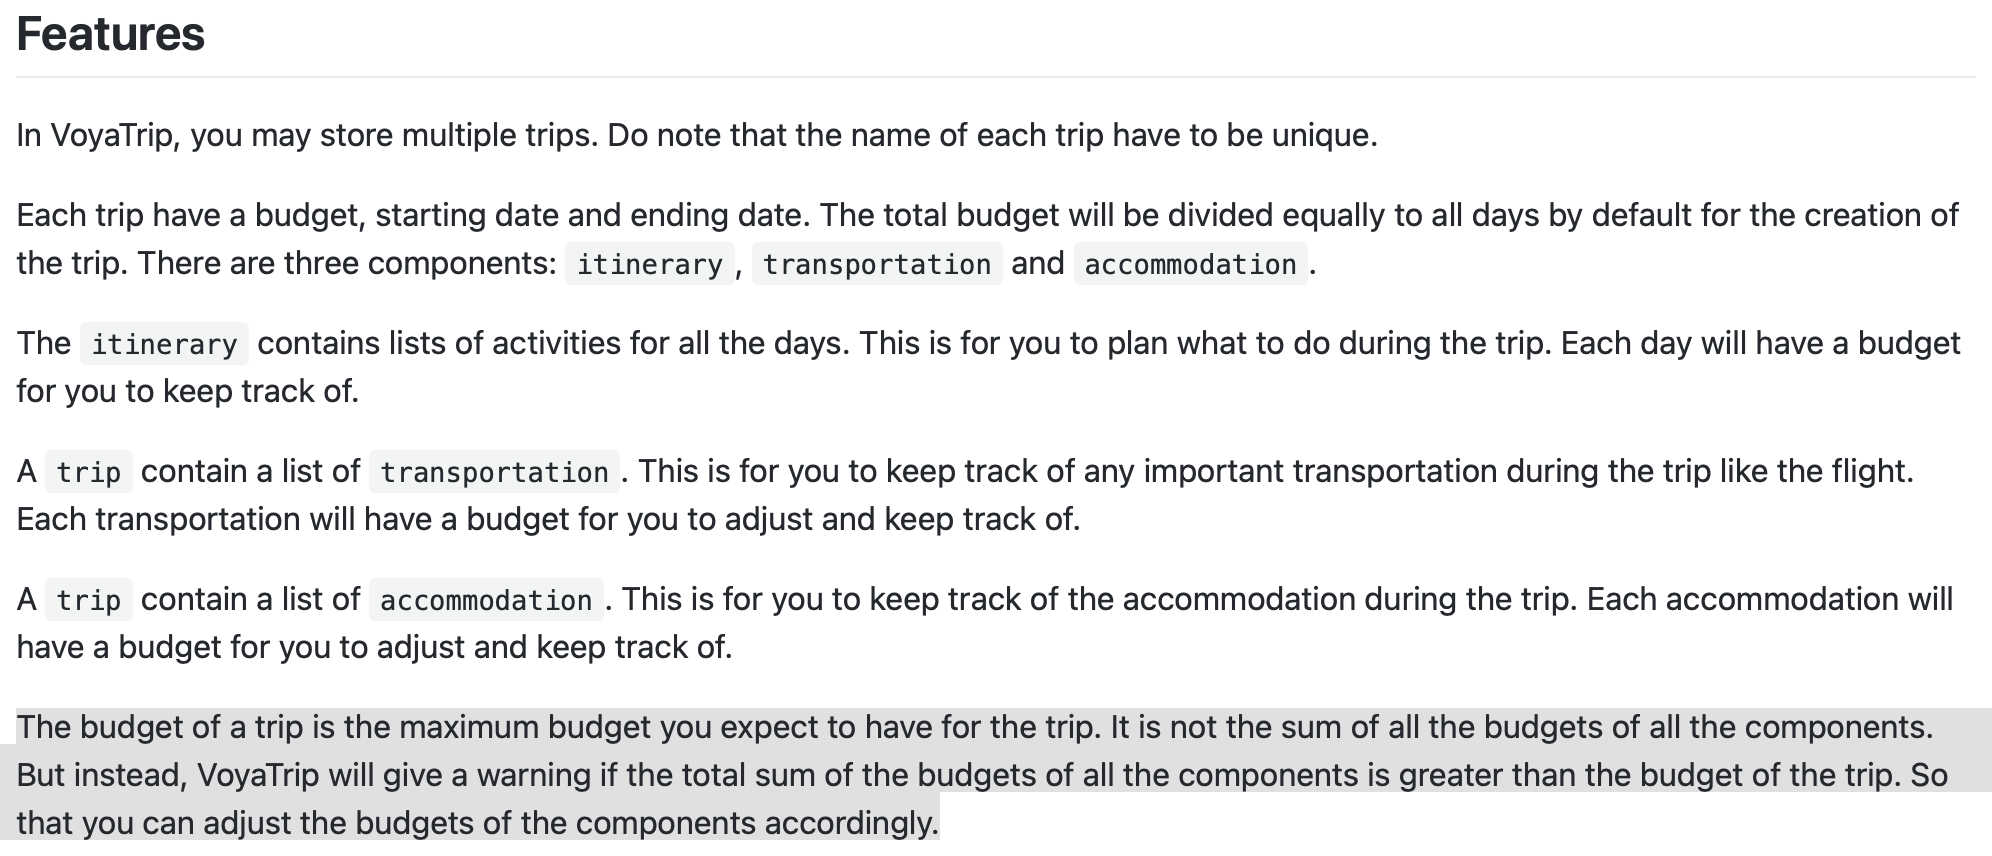 Features
In VoyaTrip, you may store multiple trips. Do note that the name of each trip have to be unique.
Each trip have a budget, starting date and ending date. The total budget will be divided equally to all days by default for the creation of
the trip. There are three components: itinerary, transportation and accommodation.
The itinerary contains lists of activities for all the days. This is for you to plan what to do during the trip. Each day will have a budget
for you to keep track of.
A trip contain a list of transportation. This is for you to keep track of any important transportation during the trip like the flight.
Each transportation will have a budget for you to adjust and keep track of.
A trip contain a list of accommodation. This is for you to keep track of the accommodation during the trip. Each accommodation will
have a budget for you to adjust and keep track of.
The budget of a trip is the maximum budget you expect to have for the trip. It is not the sum of all the budgets of all the components.
But instead, VoyaTrip will give a warning if the total sum of the budgets of all the components is greater than the budget of the trip. So
that you can adjust the budgets of the components accordingly.